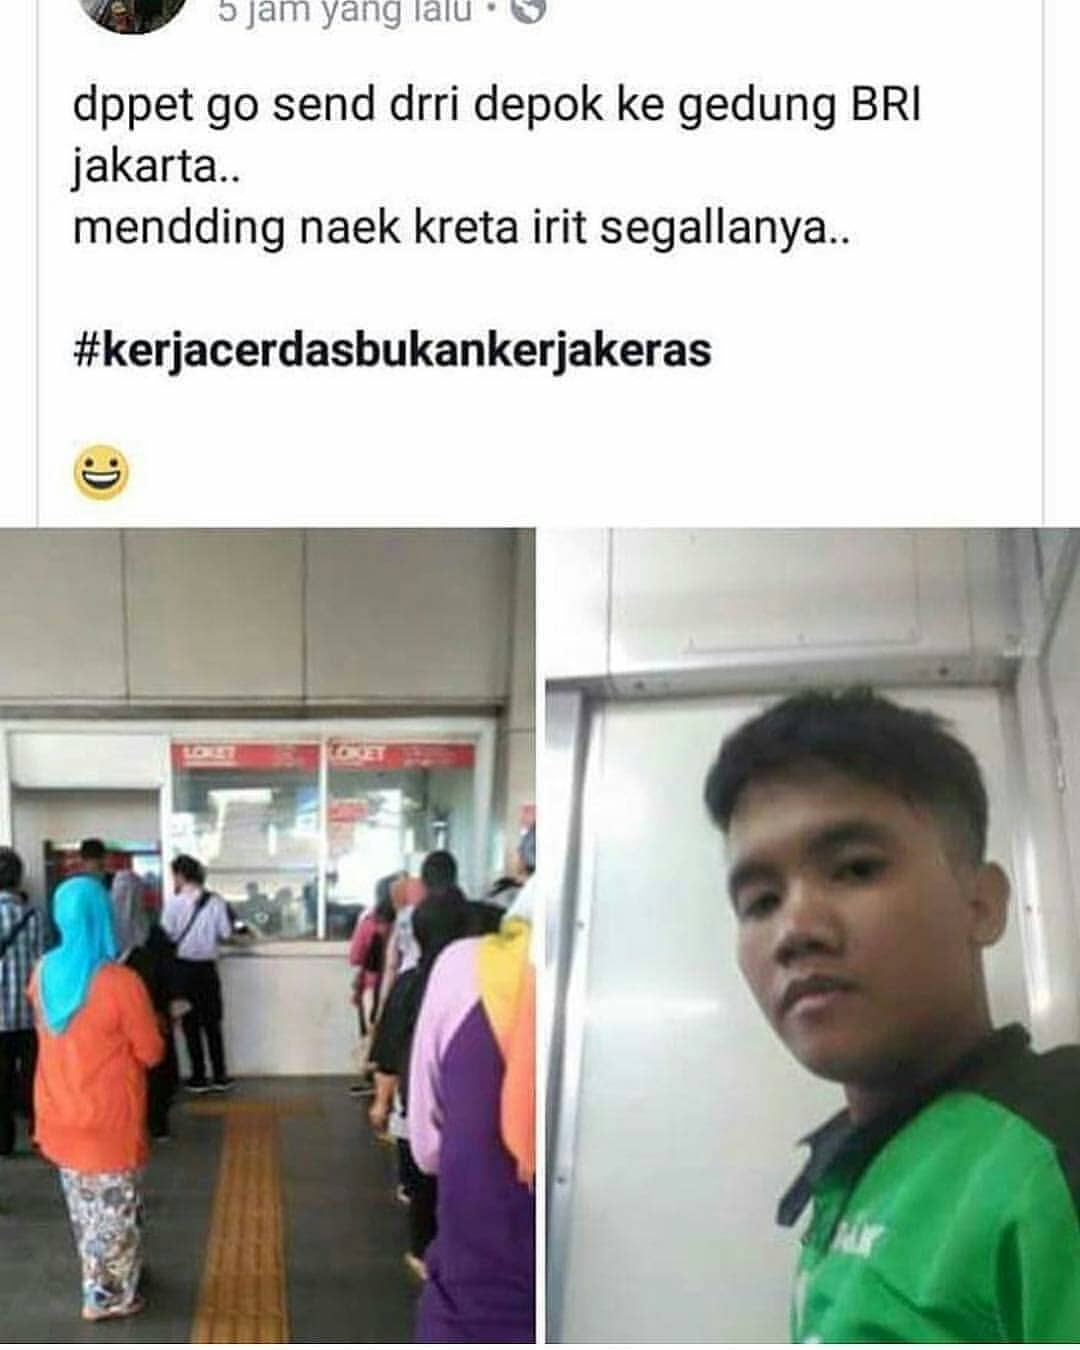 5 jam yang lalu •
dppet go send drri depok ke gedung BRI
jakarta..
mendding naek kreta irit segallanya..
#kerjacerdasbukankerjakeras
LOKET LOKET